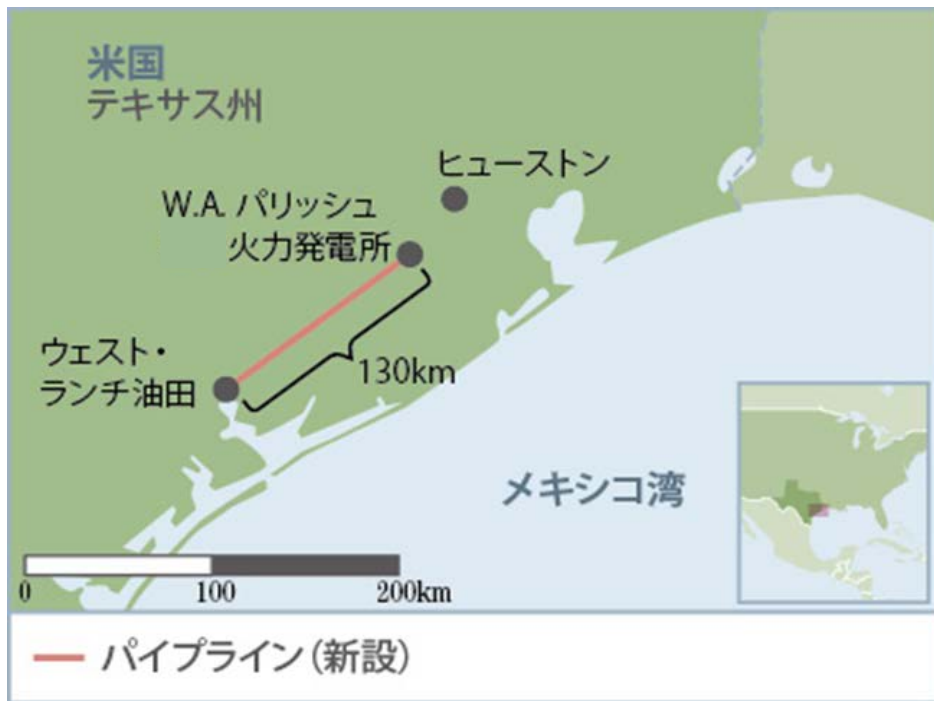 米国
テキサス州
ヒューストン
W.A. パリッシュ
火力発電所
ウェスト・
ランチ油田
130km
メキシコ湾
0 100 200km
パイプライン(新設)